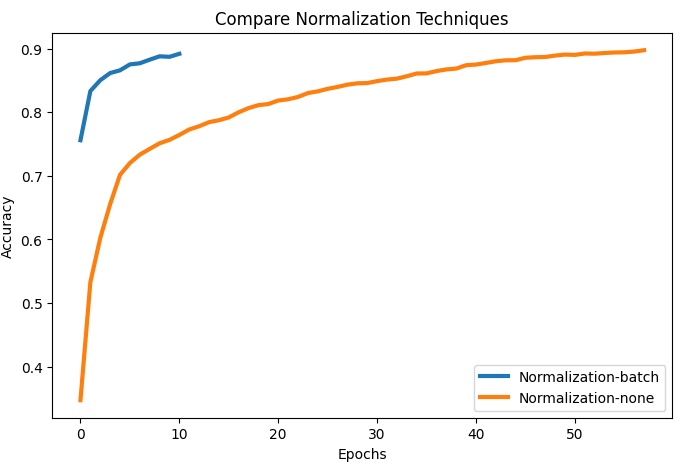 Compare Normalization Techniques
Accuracy
0.9
0.8
0.7
0.6
0.5
0.4
0
10
20
30
40
50
Epochs
Normalization-batch
Normalization-none